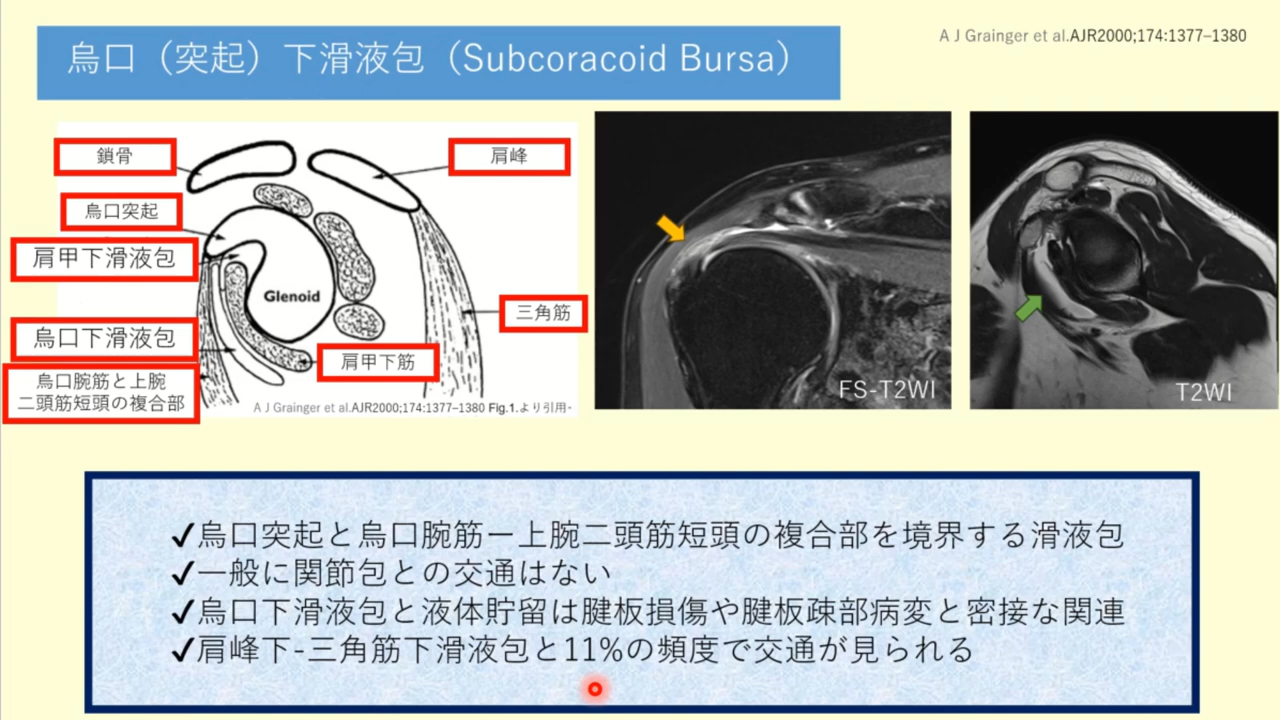 烏口（突起）下滑液包（Subcoracoid Bursa）
A J Grainger et al.AJR2000;174:1377–1380
鎖骨
肩峰
烏口突起
肩甲下滑液包
Glenoid
三角筋
烏口下滑液包
肩甲下筋
烏口腕筋と上腕
二頭筋短頭の複合部
A J Grainger et al.AJR2000;174:1377–1380 Fig.1.より引用-
FS-T2WI
T2WI
✓烏口突起と烏口腕筋ー上腕二頭筋短頭の複合部を境界する滑液包
✓一般に関節包との交通はない
✓烏口下滑液包と液体貯留は腱板損傷や腱板疎部病変と密接な関連
✓肩峰下-三角筋下滑液包と11%の頻度で交通が見られる